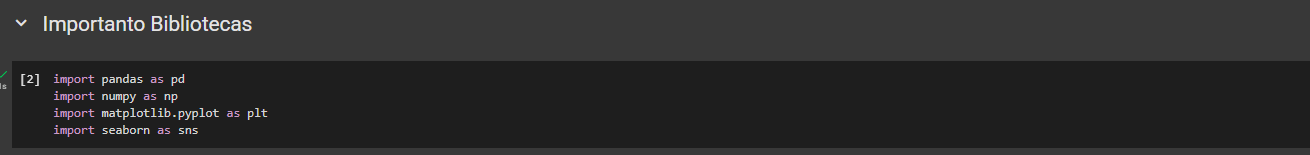 Importanto Bibliotecas
[2] import pandas as pd
import numpy as np
import matplotlib.pyplot as plt
import seaborn as sns